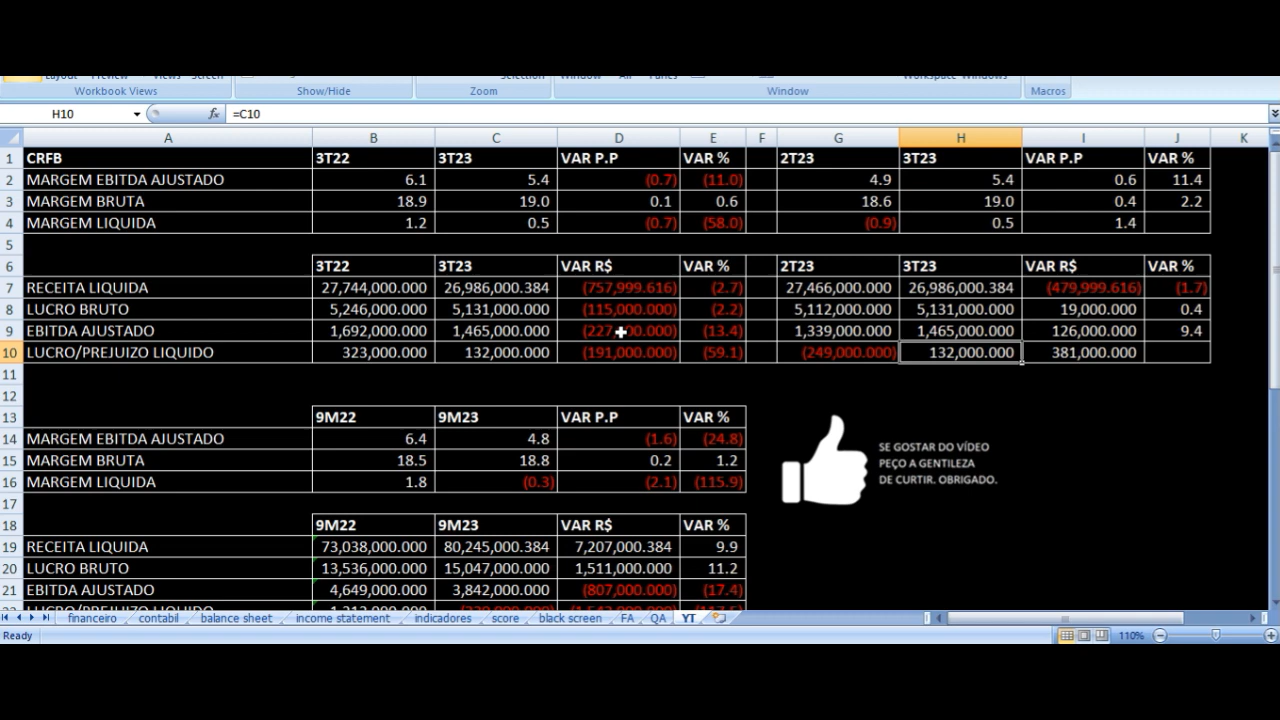 Workbook Views Show/Hide Zoom Window Macros
H10 fx =C10
A B C D E F G H I J K
1 CRFB 3T22 3T23 VAR P.P VAR % 2T23 3T23 VAR P.P VAR %
2 MARGEM EBITDA AJUSTADO 6.1 5.4 (0.7) (11.0) 4.9 5.4 0.6 11.4
3 MARGEM BRUTA 18.9 19.0 0.1 0.6 18.6 19.0 0.4 2.2
4 MARGEM LIQUIDA 1.2 0.5 (0.7) (58.0) (0.9) 0.5 1.4
5
6 3T22 3T23 VAR R$ VAR % 2T23 3T23 VAR R$ VAR %
7 RECEITA LIQUIDA 27,744,000.000 26,986,000.384 (757,999.616) (2.7) 27,466,000.000 26,986,000.384 (479,999.616) (1.7)
8 LUCRO BRUTO 5,246,000.000 5,131,000.000 (115,000.000) (2.2) 5,112,000.000 5,131,000.000 19,000.000 0.4
9 EBITDA AJUSTADO 1,692,000.000 1,465,000.000 (13.4) 1,339,000.000 1,465,000.000 126,000.000 9.4
10 LUCRO/PREJUIZO LIQUIDO 323,000.000 132,000.000 (191,000.000) (59.1) (249,000.000) 132,000.000 381,000.000
11
12
13 9M22 9M23 VAR P.P VAR %
14 MARGEM EBITDA AJUSTADO 6.4 4.8 (1.6) (24.8)
15 MARGEM BRUTA 18.5 18.8 0.2 1.2
16 MARGEM LIQUIDA 1.8 (0.3) (2.1) (115.9)
SE GOSTAR DO VÍDEO
PEÇO A GENTILEZA
DE CURTIR. OBRIGADO.
17
18 9M22 9M23 VAR R$ VAR %
19 RECEITA LIQUIDA 73,038,000.000 80,245,000.384 7,207,000.384 9.9
20 LUCRO BRUTO 13,536,000.000 15,047,000.000 1,511,000.000 11.2
21 EBITDA AJUSTADO 4,649,000.000 3,842,000.000 (807,000.000) (17.4)
LUCRO/PREJUIZO LIQUIDO
financeiro contabil balance sheet income statement indicadores score black screen FA QA YT
Ready 110%